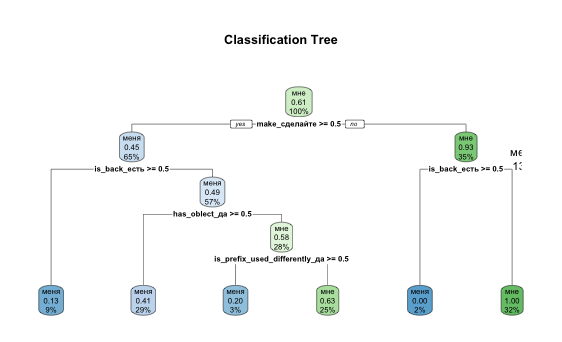 Classification Tree
мне
0.61
100%
yes make_сделайте >= 0.5 no
меня
0.45
65%
мне
0.93
35%
ме
13
is_back_есть >= 0.5
is_back_есть >= 0.5
меня
0.49
57%
has_oblect_да >= 0.5
мне
0.58
28%
is_prefix_used_differently_да >= 0.5
меня
0.13
9%
меня
0.41
29%
меня
0.20
3%
мне
0.63
25%
меня
0.00
2%
мне
1.00
32%